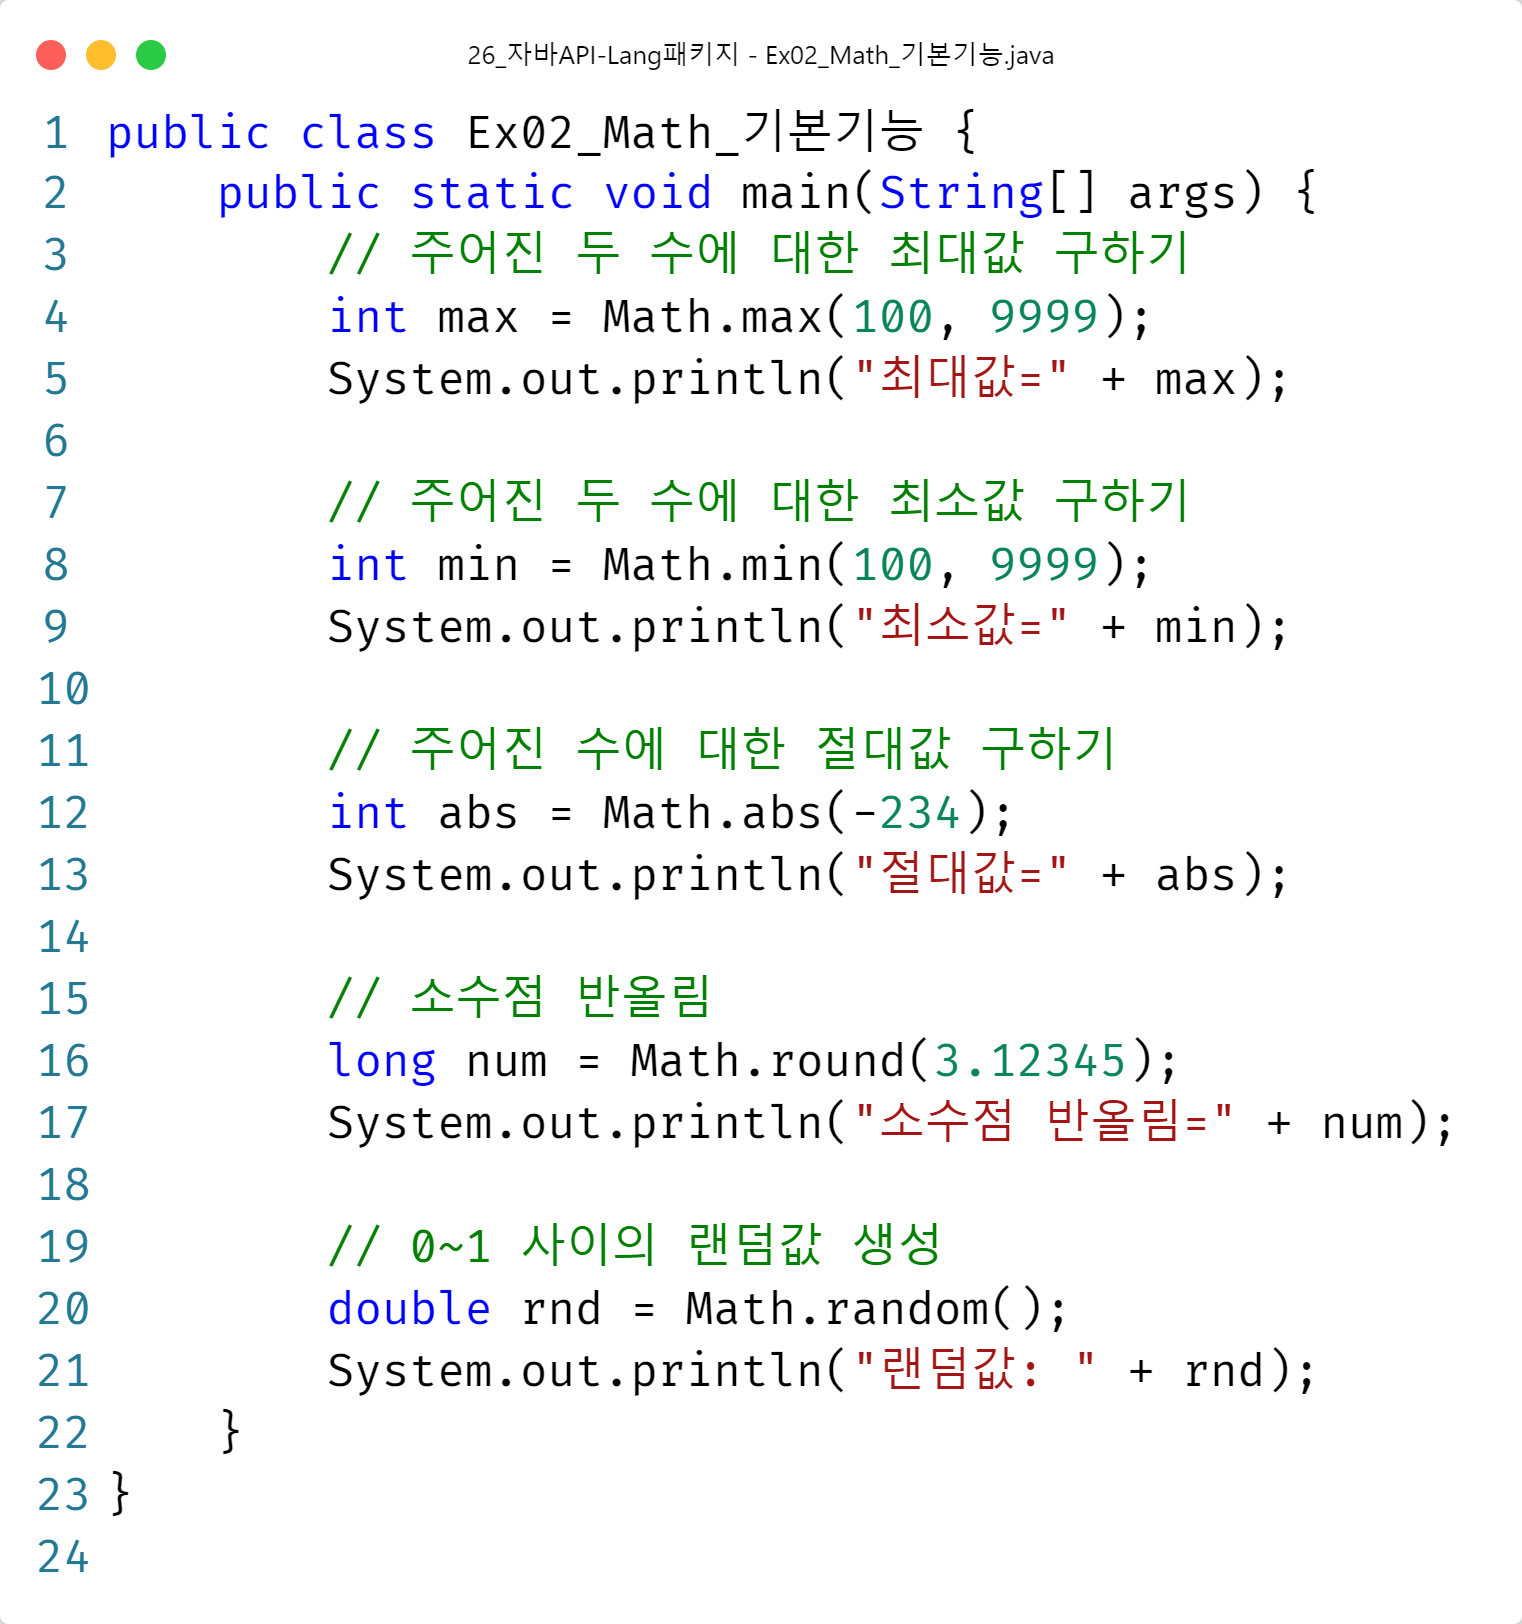 26_자바API-Lang패키지 - Ex02_Math_기본기능.java
1 public class Ex02_Math_기본기능 {
2     public static void main(String[] args) {
3         // 주어진 두 수에 대한 최대값 구하기
4         int max = Math.max(100, 9999);
5         System.out.println("최대값=" + max);
6
7         // 주어진 두 수에 대한 최소값 구하기
8         int min = Math.min(100, 9999);
9         System.out.println("최소값=" + min);
10
11         // 주어진 수에 대한 절대값 구하기
12         int abs = Math.abs(-234);
13         System.out.println("절대값=" + abs);
14
15         // 소수점 반올림
16         long num = Math.round(3.12345);
17         System.out.println("소수점 반올림=" + num);
18
19         // 0~1 사이의 랜덤값 생성
20         double rnd = Math.random();
21         System.out.println("랜덤값: " + rnd);
22     }
23 }
24